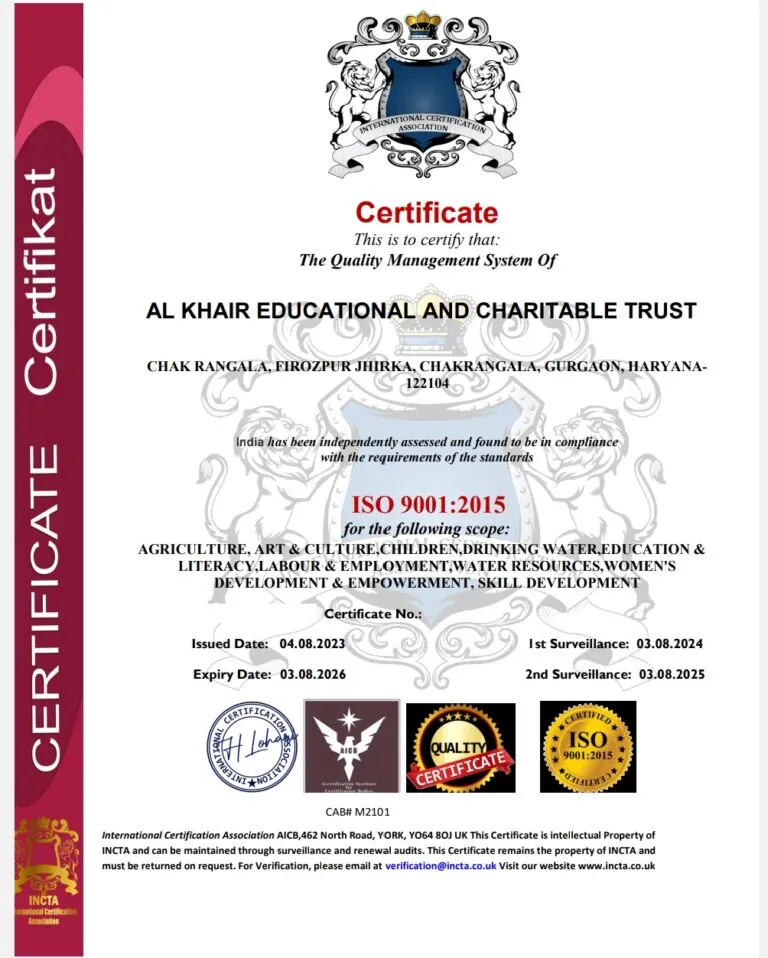 INTERNATIONAL CERTIFICATION
ASSOCIATION
CERTIFICATE Certifikat
Certificate
This is to certify that:
The Quality Management System Of
AL KHAIR EDUCATIONAL AND CHARITABLE TRUST
CHAK RANGALA, FIROZPUR JHIRKA, CHAKRANGALA, GURGAON, HARYANA-
122104
India has been independently assessed and found to be in compliance
with the requirements of the standards
ISO 9001:2015
for the following scope:
AGRICULTURE, ART & CULTURE,CHILDREN,DRINKING WATER,EDUCATION &
LITERACY,LABOUR & EMPLOYMENT,WATER RESOURCES,WOMEN'S
DEVELOPMENT & EMPOWERMENT, SKILL DEVELOPMENT
Certificate No.:
Issued Date: 04.08.2023
1st Surveillance: 03.08.2024
Expiry Date: 03.08.2026
2nd Surveillance: 03.08.2025
INTERNATIONAL CERTIFICATION ASSOCIATION
AICB
Accreditation Institute
for
Certification Bodies
QUALITY
CERTIFICATE
CERTIFIED
ISO
9001:2015
CERTIFIED
CAB# M2101
International Certification Association AICB,462 North Road, YORK, YO64 8OJ UK This Certificate is intellectual Property of
INCTA and can be maintained through surveillance and renewal audits. This Certificate remains the property of INCTA and
must be returned on request. For Verification, please email at verification@incta.co.uk Visit our website www.incta.co.uk
INCTA
International Certification
Association